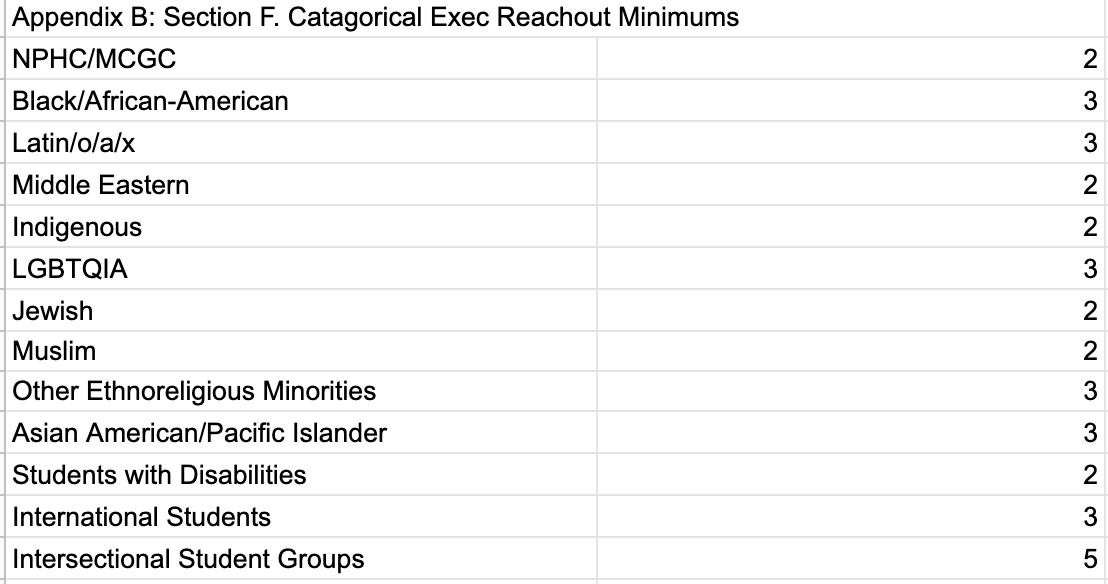 Appendix B: Section F. Catagorical Exec Reachout Minimums
NPHC/MCGC 2
Black/African-American 3
Latin/o/a/x 3
Middle Eastern 2
Indigenous 2
LGBTQIA 3
Jewish 2
Muslim 2
Other Ethnoreligious Minorities 3
Asian American/Pacific Islander 3
Students with Disabilities 2
International Students 3
Intersectional Student Groups 5